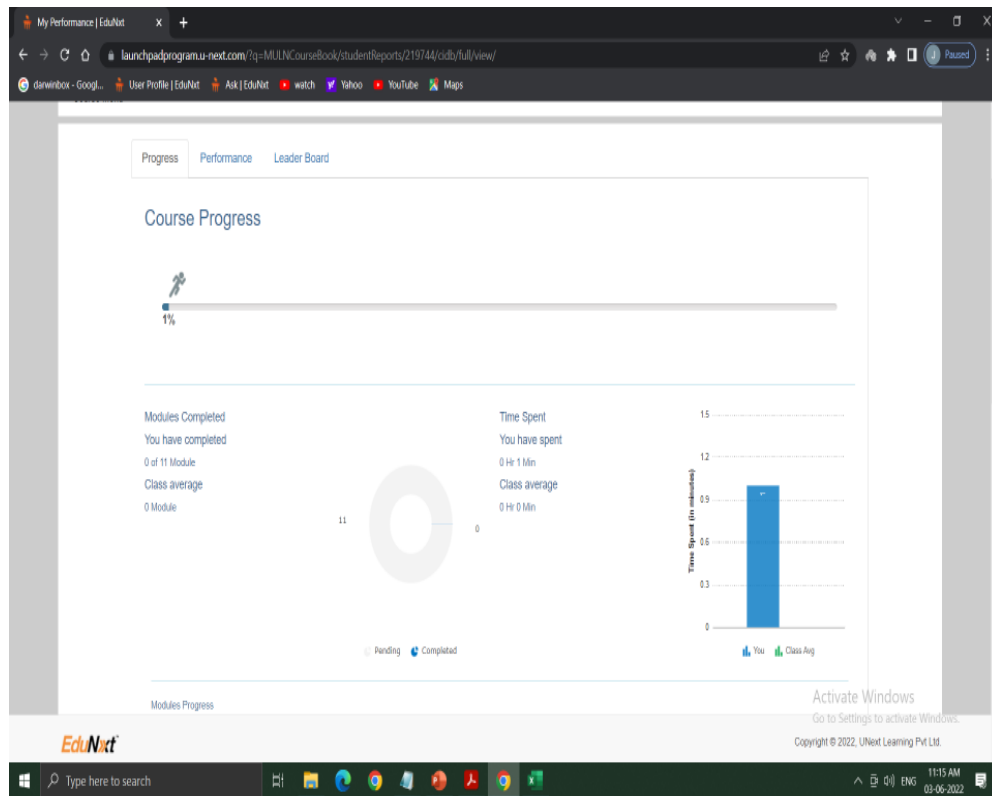 My Performance | EduNxt
launchpadprogram.u-next.com/?q=MULNCourseBook/studentReports/219744/cidb/full/view/
J Paused
darwinbox - Googl... User Profile | EduNxt Ask | EduNxt watch Yahoo YouTube Maps
Progress Performance Leader Board
Course Progress
1%
Modules Completed
You have completed
0 of 11 Module
Class average
0 Module
11
0
Pending Completed
Time Spent
You have spent
0 Hr 1 Min
Class average
0 Hr 0 Min
Time Spent (in minutes)
1.5
1.2
0.9
0.6
0.3
0
1
You Class Avg
Modules Progress
Activate Windows
Go to Settings to activate Windows.
EduNxt
Copyright © 2022, UNext Learning Pvt Ltd.
Type here to search
ENG
11:15 AM
03-06-2022